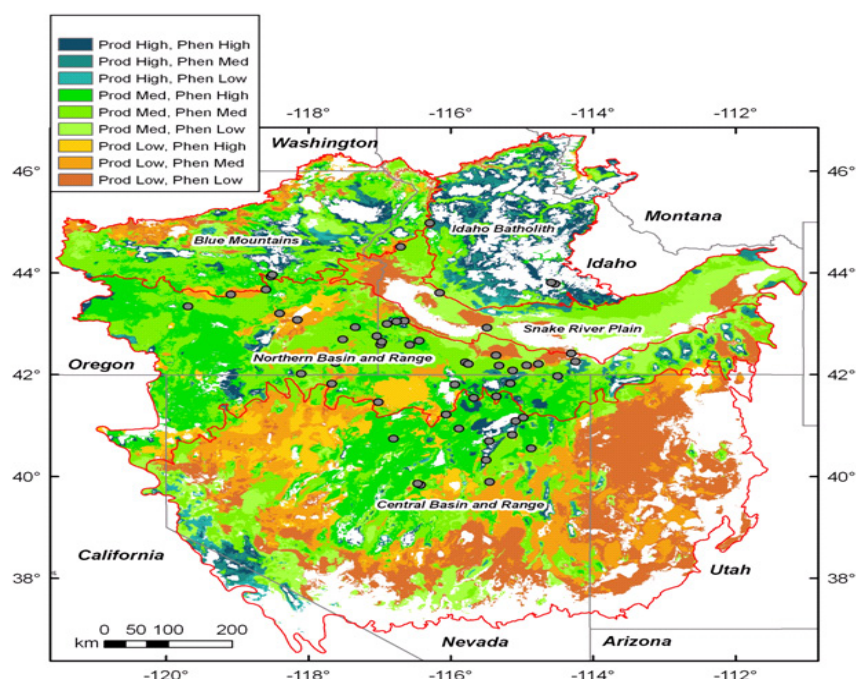 Prod High, Phen High
Prod High, Phen Med
Prod High, Phen Low
Prod Med, Phen High
Prod Med, Phen Med
Prod Med, Phen Low
Prod Low, Phen High
Prod Low, Phen Med
Prod Low, Phen Low
-118° -116° -114° -112°
Washington
46° 46°
Montana
Blue Mountains Idaho Batholith
Idaho
44° 44°
Snake River Plain
Oregon Northern Basin and Range
42° 42°
40° 40°
Central Basin and Range
California Utah
38° 38°
km 0 50 100 200
Nevada Arizona
-120° -118° -116° -114° -112°